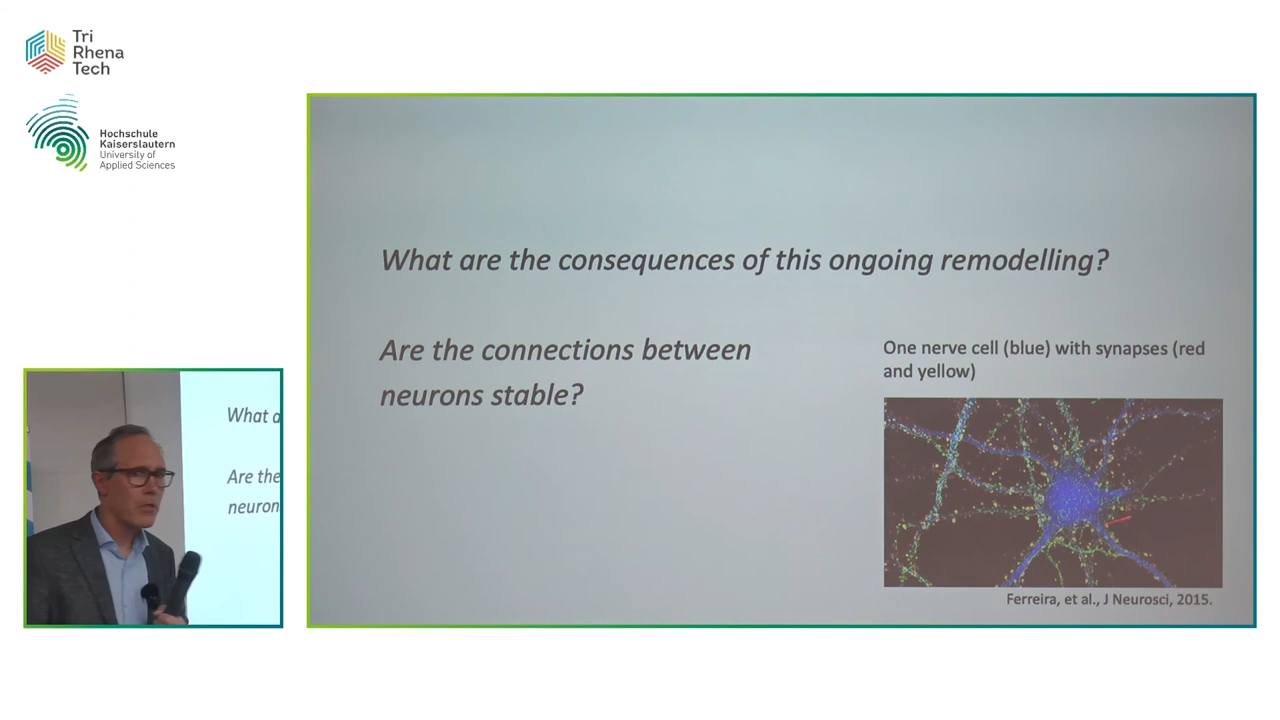 Tri
Rhena
Tech
Hochschule
Kaiserslautern
University of
Applied Sciences
What are the consequences of this ongoing remodelling?
Are the connections between
neurons stable?
One nerve cell (blue) with synapses (red
and yellow)
Ferreira, et al., J Neurosci, 2015.
What a
Are the
neuron